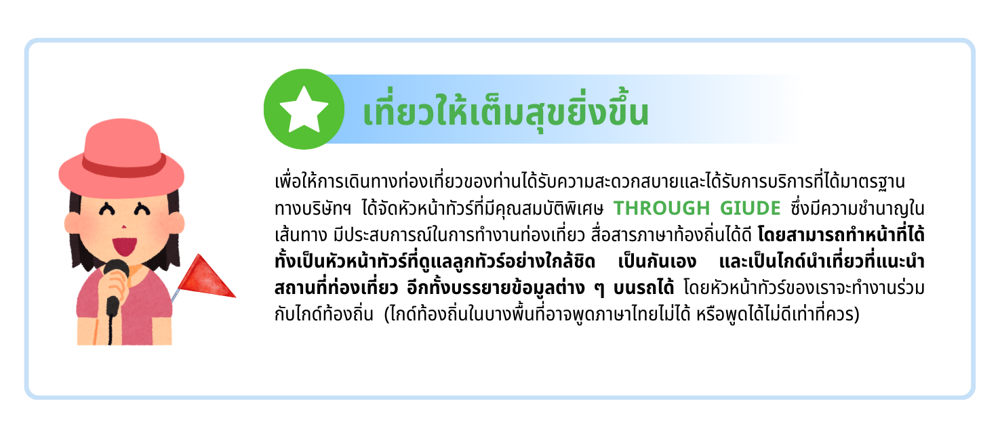 เที่ยวให้เต็มสุขยิ่งขึ้น
เพื่อให้การเดินทางท่องเที่ยวของท่านได้รับความสะดวกสบายและได้รับการบริการที่ได้มาตรฐาน
ทางบริษัทฯ ได้จัดหัวหน้าทัวร์ที่มีคุณสมบัติพิเศษ THROUGH GIUDE ซึ่งมีความชำนาญใน
เส้นทาง มีประสบการณ์ในการทำงานท่องเที่ยว สื่อสารภาษาท้องถิ่นได้ดี โดยสามารถทำหน้าที่ได้
ทั้งเป็นหัวหน้าทัวร์ที่ดูแลลูกทัวร์อย่างใกล้ชิด เป็นกันเอง และเป็นไกด์นำเที่ยวที่แนะนำ
สถานที่ท่องเที่ยว อีกทั้งบรรยายข้อมูลต่าง ๆ บนรถได้ โดยหัวหน้าทัวร์ของเราจะทำงานร่วม
กับไกด์ท้องถิ่น (ไกด์ท้องถิ่นในบางพื้นที่อาจพูดภาษาไทยไม่ได้ หรือพูดได้ไม่ดีเท่าที่ควร)